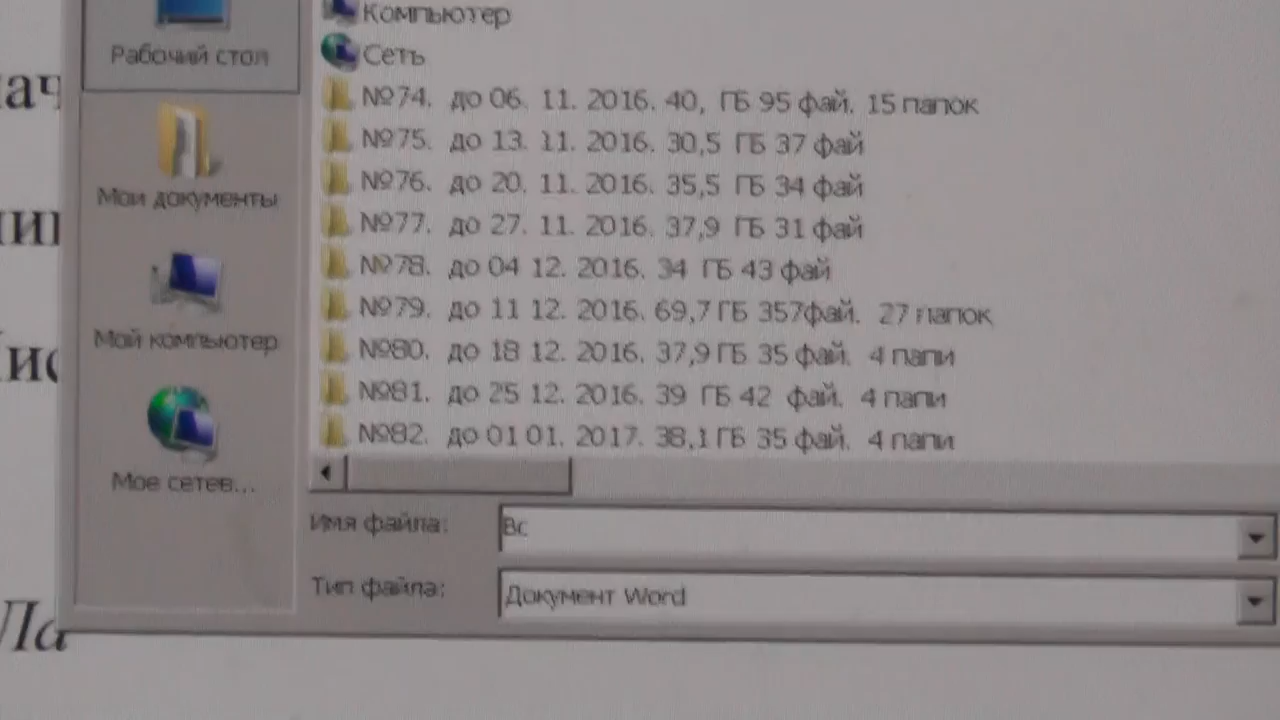 Компьютер
Рабочий стол
Сеть
№74. до 06. 11. 2016. 40, ГБ 95 фай. 15 папок
№75. до 13. 11. 2016. 30,5 ГБ 37 фай
№76. до 20. 11. 2016. 35,5 ГБ 34 фай
Мои документы
№77. до 27. 11. 2016. 37,9 ГБ 31 фай
№78. до 04 12. 2016. 34 ГБ 43 фай
№79. до 11 12. 2016. 69,7 ГБ 357фай. 27 папок
Мой компьютер
№80. до 18 12. 2016. 37,9 ГБ 35 фай. 4 папи
№81. до 25 12. 2016. 39 ГБ 42 фай. 4 папи
№82. до 01 01. 2017. 38,1 ГБ 35 фай. 4 папи
Мое сетев...
Имя файла: Вс
Тип файла: Документ Word